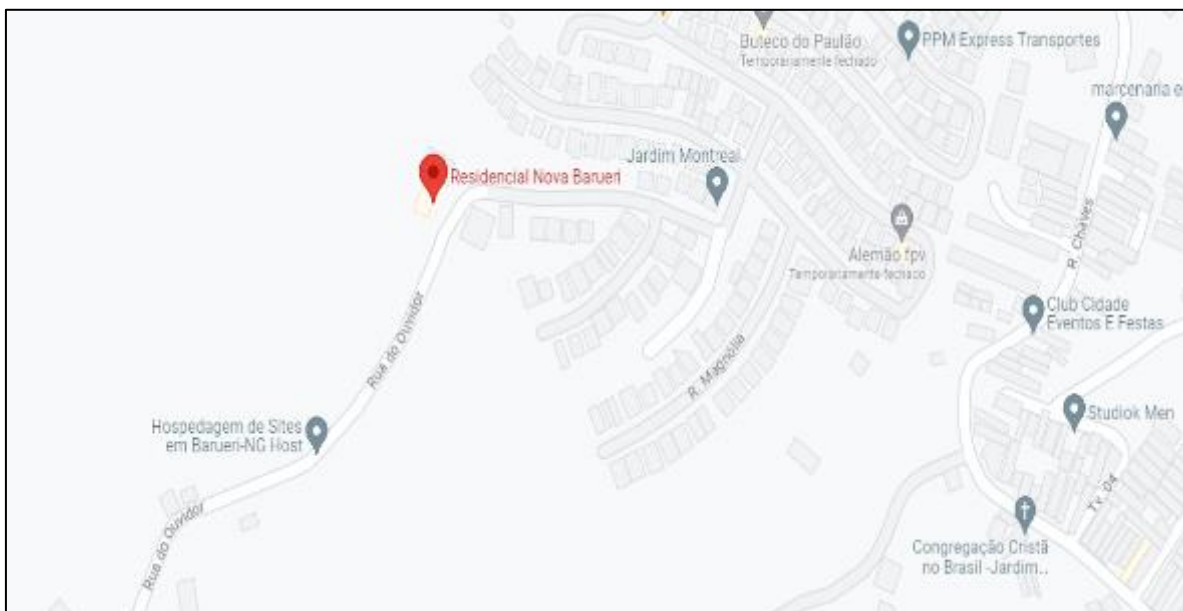 Buteco do Paulão
Temporariamente fechado
PPM Express Transportes
marcenaria e
Residencial Nova Barueri
Jardim Montreal
Alemão fpv
Temporariamente fechado
R. Chaves
Club Cidade
Eventos E Festas
Rua do Ouvidor
R. Magnólia
Studiok Men
Hospedagem de Sites
em Barueri-NG Host
Tv. 04
Rua do Ouvidor
Congregação Cristã
no Brasil -Jardim...